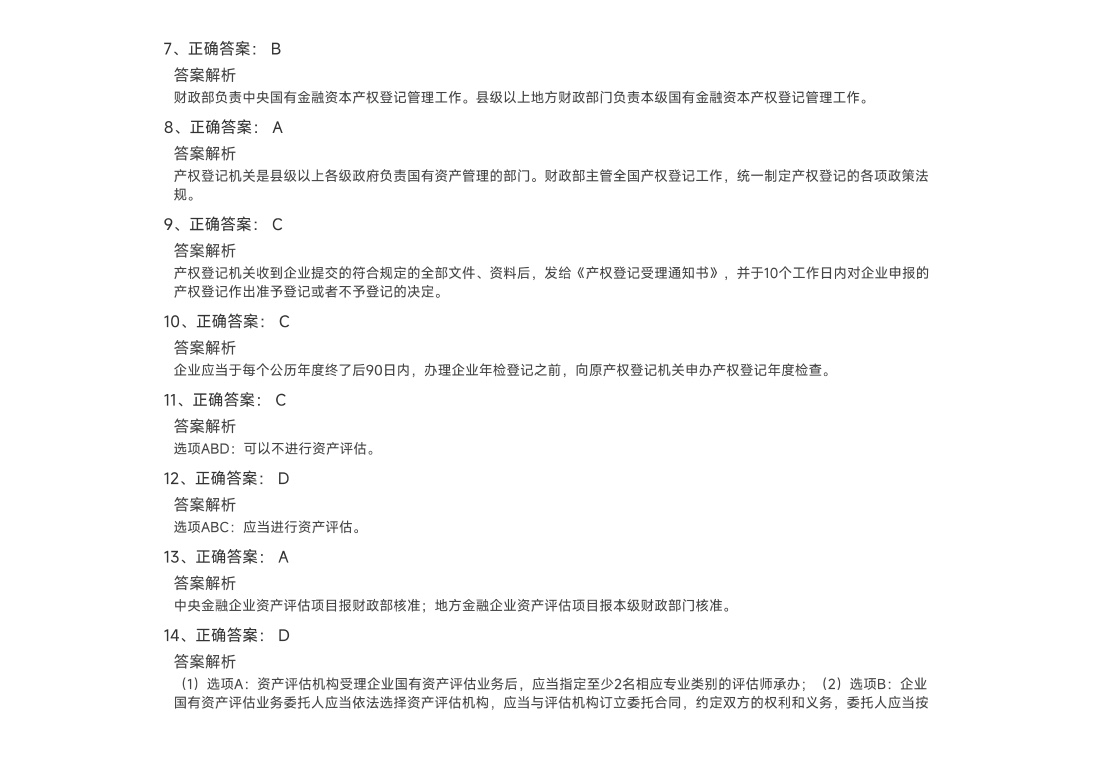 7、正确答案： B
答案解析
财政部负责中央国有金融资本产权登记管理工作。县级以上地方财政部门负责本级国有金融资本产权登记管理工作。
8、正确答案： A
答案解析
产权登记机关是县级以上各级政府负责国有资产管理的部门。财政部主管全国产权登记工作，统一制定产权登记的各项政策法
规。
9、正确答案： C
答案解析
产权登记机关收到企业提交的符合规定的全部文件、资料后，发给《产权登记受理通知书》，并于10个工作日内对企业申报的
产权登记作出准予登记或者不予登记的决定。
10、正确答案： C
答案解析
企业应当于每个公历年度终了后90日内，办理企业年检登记之前，向原产权登记机关申办产权登记年度检查。
11、正确答案： C
答案解析
选项ABD：可以不进行资产评估。
12、正确答案： D
答案解析
选项ABC：应当进行资产评估。
13、正确答案： A
答案解析
中央金融企业资产评估项目报财政部核准；地方金融企业资产评估项目报本级财政部门核准。
14、正确答案： D
答案解析
（1）选项A：资产评估机构受理企业国有资产评估业务后，应当指定至少2名相应专业类别的评估师承办；（2）选项B：企业
国有资产评估业务委托人应当依法选择资产评估机构，应当与评估机构订立委托合同，约定双方的权利和义务，委托人应当按